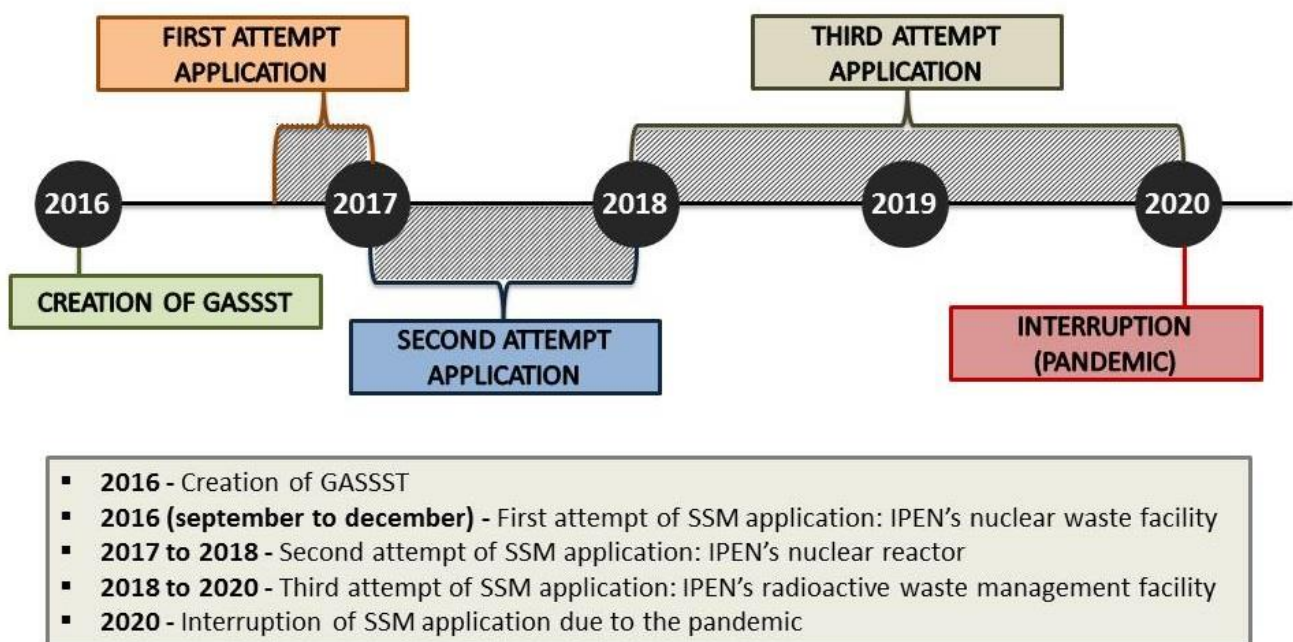 FIRST ATTEMPT
APPLICATION
THIRD ATTEMPT
APPLICATION
2016
2017
2018
2019
2020
CREATION OF GASSST
SECOND ATTEMPT
APPLICATION
INTERRUPTION
(PANDEMIC)
▪ 2016 - Creation of GASSST
▪ 2016 (september to december) - First attempt of SSM application: IPEN's nuclear waste facility
▪ 2017 to 2018 - Second attempt of SSM application: IPEN's nuclear reactor
▪ 2018 to 2020 - Third attempt of SSM application: IPEN's radioactive waste management facility
▪ 2020 - Interruption of SSM application due to the pandemic